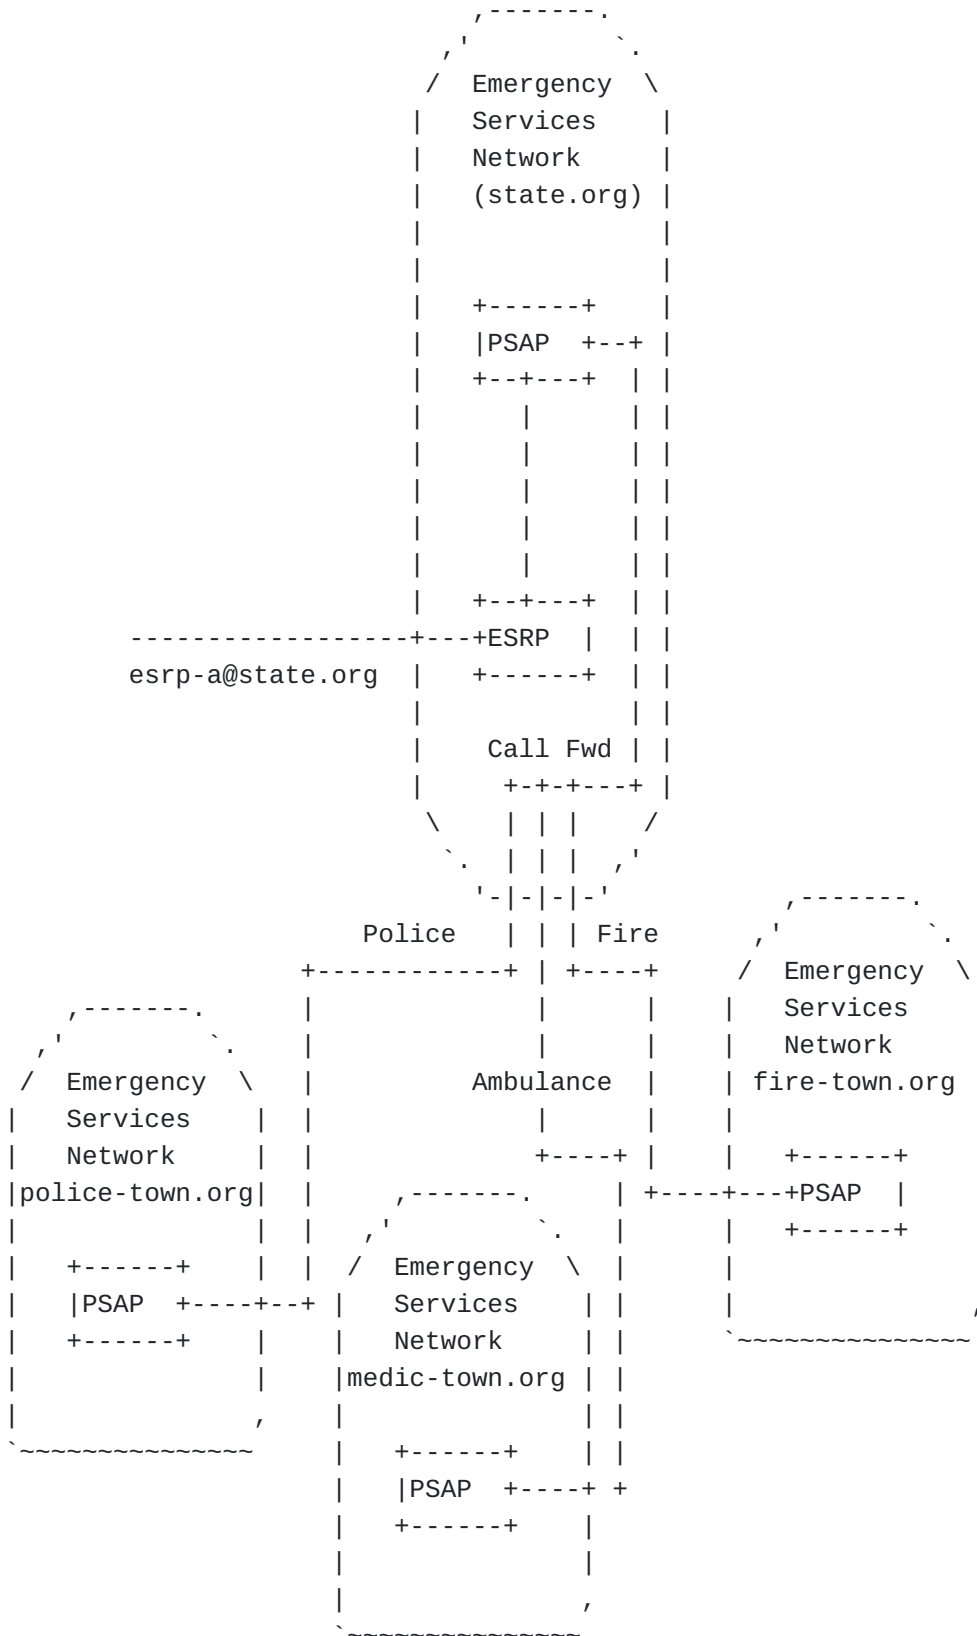 Emergency
Services
Network
(state.org)
PSAP
ESRP
esrp-a@state.org
Call Fwd
Police
Fire
Emergency
Services
Network
fire-town.org
PSAP
Emergency
Services
Network
police-town.org
PSAP
Ambulance
Emergency
Services
Network
medic-town.org
PSAP